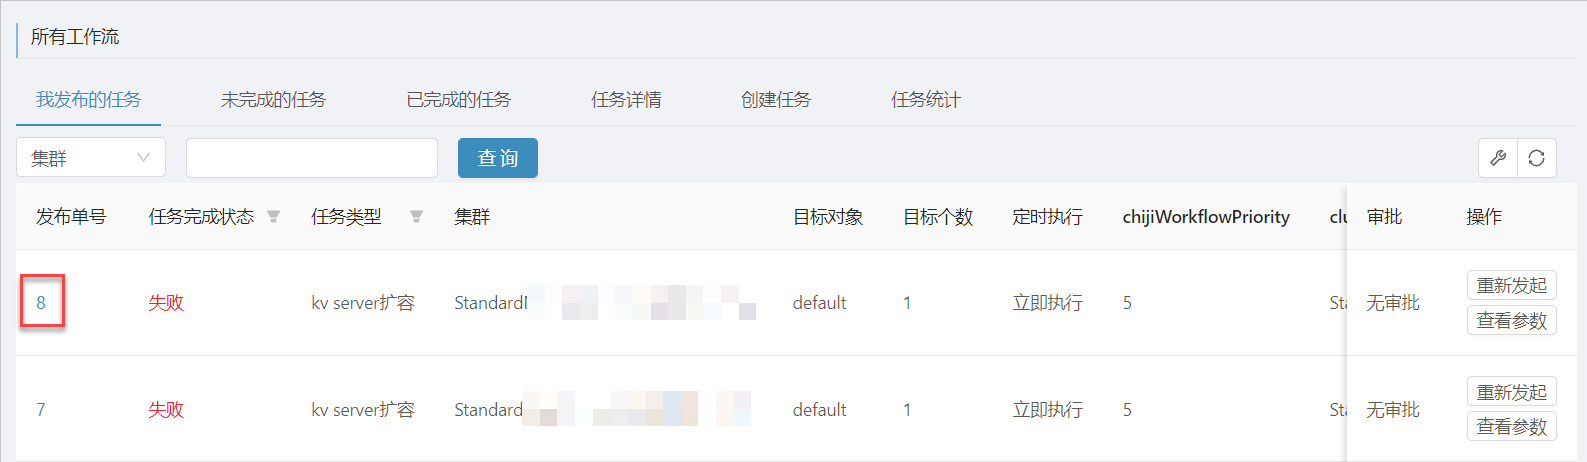 所有工作流
我发布的任务 未完成的任务 已完成的任务 任务详情 创建任务 任务统计
集群 查 询
发布单号 任务完成状态 任务类型 集群 目标对象 目标个数 定时执行 chijiWorkflowPriority clu 审批 操作
8 失败 kv server扩容 Standard default 1 立即执行 5 Sta 无审批 重新发起
查看参数
7 失败 kv server扩容 Standard default 1 立即执行 5 Sta 无审批 重新发起
查看参数